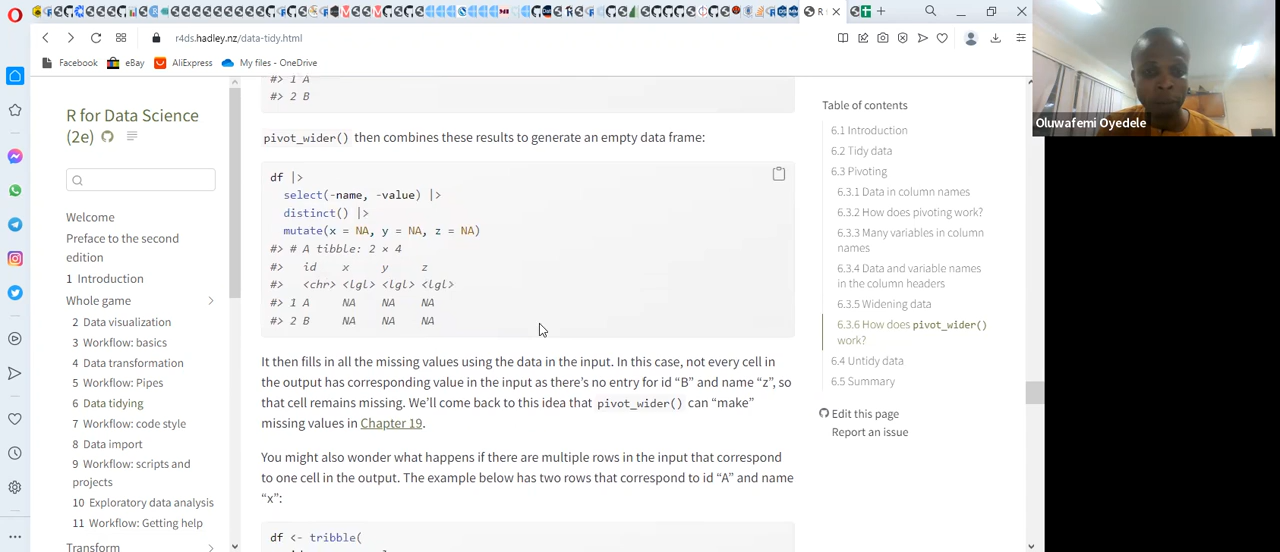 R
r4ds.hadley.nz/data-tidy.html
Facebook eBay AliExpress My files - OneDrive
Oluwafemi Oyedele
R for Data Science
(2e)
Welcome
Preface to the second
edition
1 Introduction
Whole game
2 Data visualization
3 Workflow: basics
4 Data transformation
5 Workflow: Pipes
6 Data tidying
7 Workflow: code style
8 Data import
9 Workflow: scripts and
projects
10 Exploratory data analysis
11 Workflow: Getting help
Transform
#> 1 A
#> 2 B
pivot_wider() then combines these results to generate an empty data frame:
df |>
select(-name, -value) |>
distinct() |>
mutate(x = NA, y = NA, z = NA)
#> # A tibble: 2 × 4
#> id x y z
#> <chr> <lgl> <lgl> <lgl>
#> 1 A NA NA NA
#> 2 B NA NA NA
It then fills in all the missing values using the data in the input. In this case, not every cell
in the output has corresponding value in the input as there’s no entry for id “B” and name “z”, so
that cell remains missing. We’ll come back to this idea that pivot_wider() can “make”
missing values in Chapter 19.
You might also wonder what happens if there are multiple rows in the input that correspond
to one cell in the output. The example below has two rows that correspond to id “A” and name
“x”:
df <- tribble(
Table of contents
6.1 Introduction
6.2 Tidy data
6.3 Pivoting
6.3.1 Data in column names
6.3.2 How does pivoting work?
6.3.3 Many variables in column
names
6.3.4 Data and variable names
in the column headers
6.3.5 Widening data
6.3.6 How does pivot_wider()
work?
6.4 Untidy data
6.5 Summary
Edit this page
Report an issue